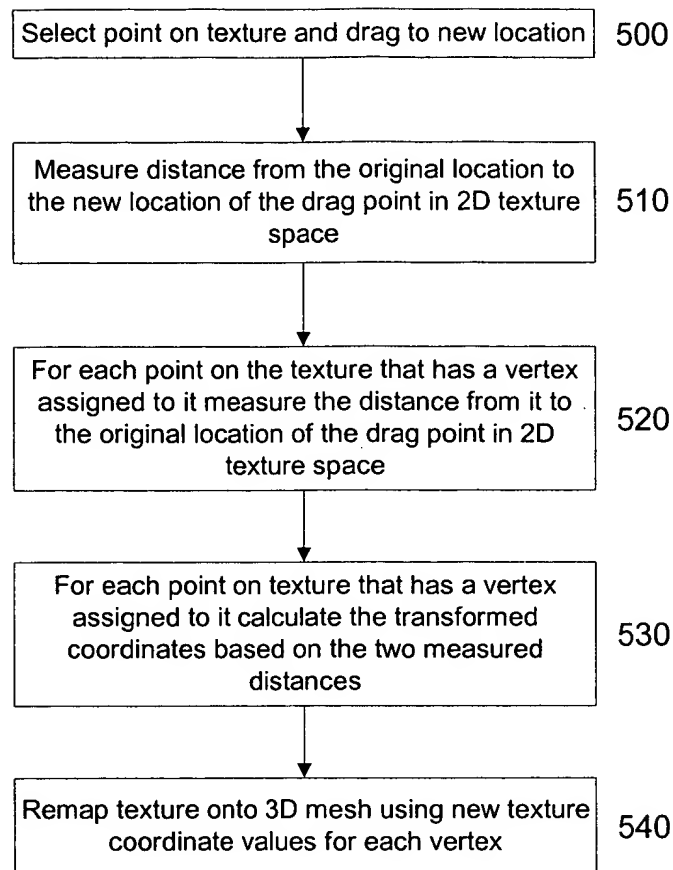 Select point on texture and drag to new location 500
Measure distance from the original location to
the new location of the drag point in 2D texture
space
510
For each point on the texture that has a vertex
assigned to it measure the distance from it to
the original location of the drag point in 2D
texture space
520
For each point on texture that has a vertex
assigned to it calculate the transformed
coordinates based on the two measured
distances
530
Remap texture onto 3D mesh using new texture
coordinate values for each vertex
540